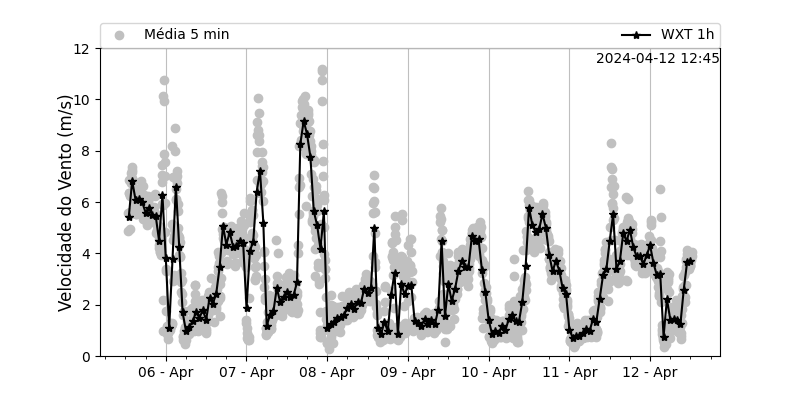 Média 5 min
WXT 1h
2024-04-12 12:45
Velocidade do Vento (m/s)
12
10
8
6
4
2
0
06 - Apr
07 - Apr
08 - Apr
09 - Apr
10 - Apr
11 - Apr
12 - Apr